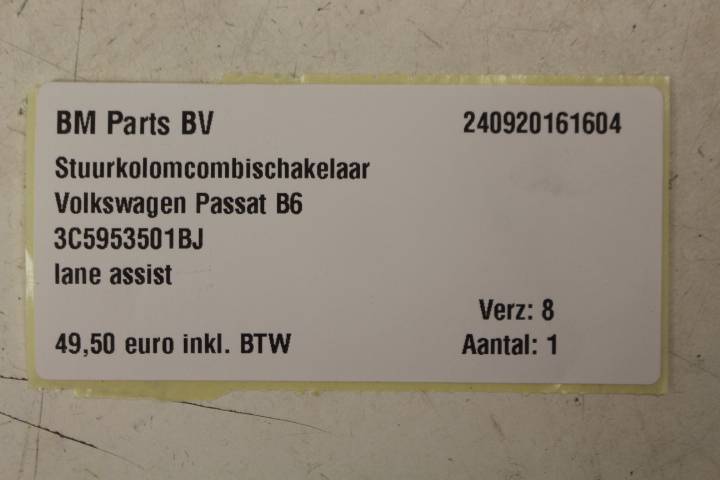 BM Parts BV 240920161604
Stuurkolomcombischakelaar
Volkswagen Passat B6
3C5953501BJ
lane assist
Verz: 8
49,50 euro inkl. BTW Aantal: 1